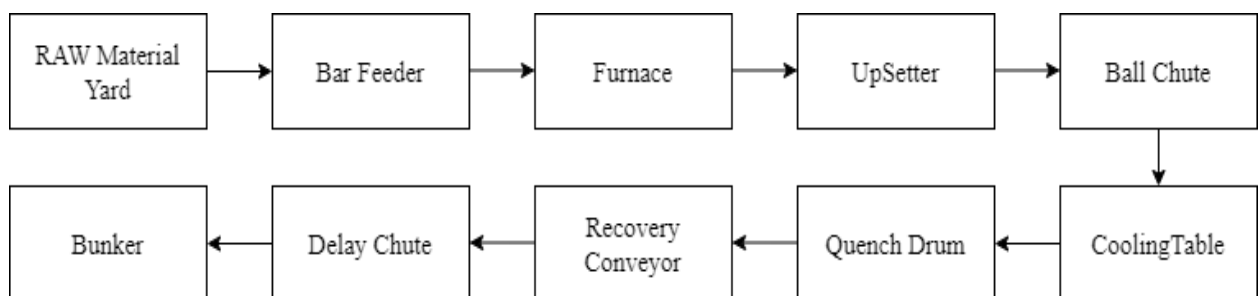 RAW Material
Yard
Bar Feeder
Furnace
UpSetter
Ball Chute
Bunker
Delay Chute
Recovery
Conveyor
Quench Drum
CoolingTable